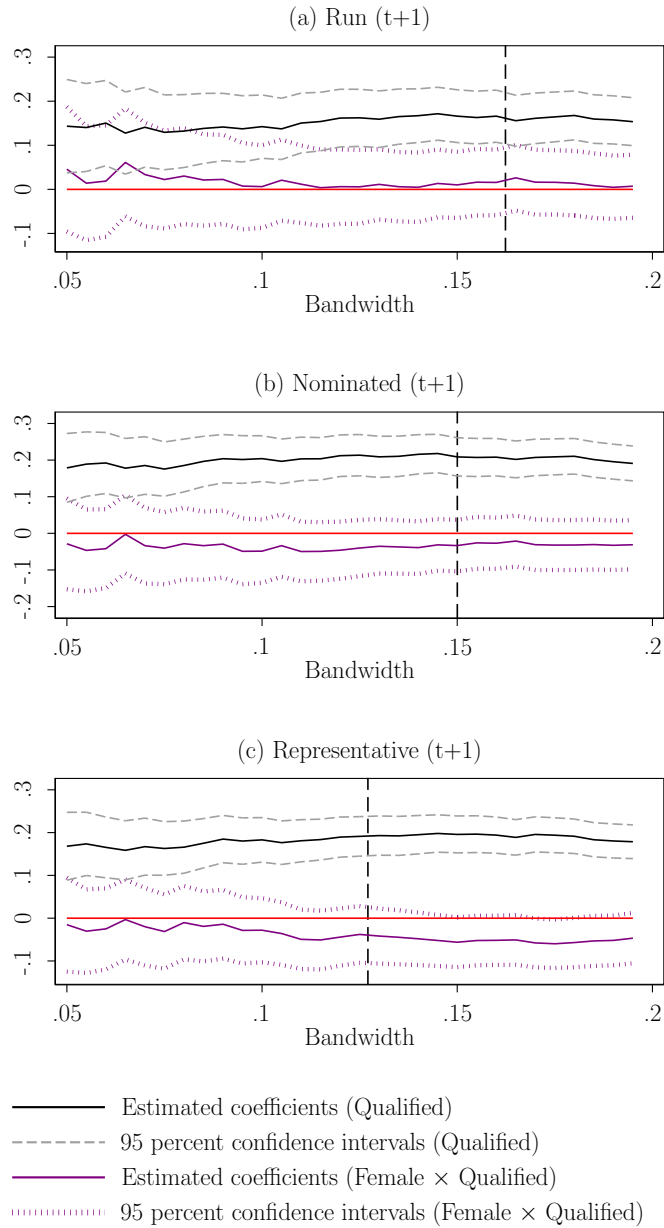 (a) Run (t+1)
.3
.2
.1
0
-.1
.05 .1 .15 .2
Bandwidth
(b) Nominated (t+1)
.3
.2
.1
0
-.1
-.2
.05 .1 .15 .2
Bandwidth
(c) Representative (t+1)
.3
.2
.1
0
-.1
.05 .1 .15 .2
Bandwidth
Estimated coefficients (Qualified)
95 percent confidence intervals (Qualified)
Estimated coefficients (Female × Qualified)
95 percent confidence intervals (Female × Qualified)